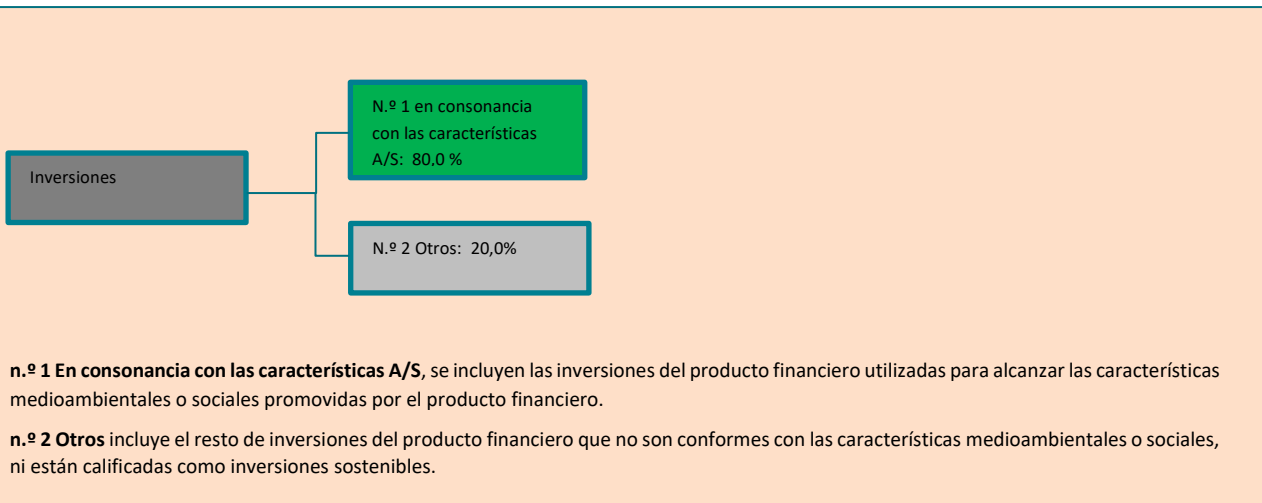 N.º 1 en consonancia
con las características
A/S: 80,0 %
Inversiones
N.º 2 Otros: 20,0%
n.º 1 En consonancia con las características A/S, se incluyen las inversiones del producto financiero utilizadas para alcanzar las características
medioambientales o sociales promovidas por el producto financiero.
n.º 2 Otros incluye el resto de inversiones del producto financiero que no son conformes con las características medioambientales o sociales,
ni están calificadas como inversiones sostenibles.